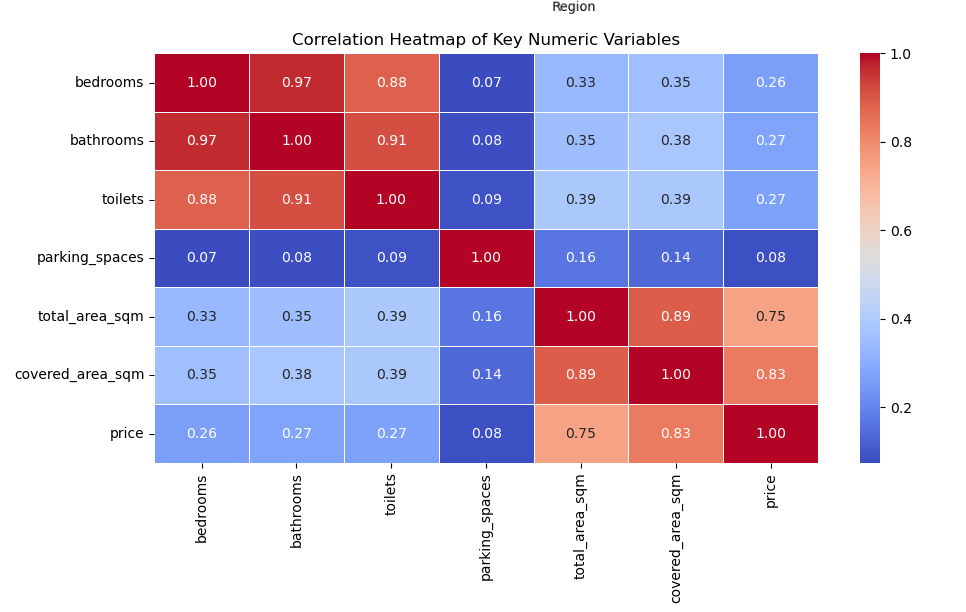 Region
Correlation Heatmap of Key Numeric Variables
bedrooms 1.00 0.97 0.88 0.07 0.33 0.35 0.26
bathrooms 0.97 1.00 0.91 0.08 0.35 0.38 0.27
toilets 0.88 0.91 1.00 0.09 0.39 0.39 0.27
parking_spaces 0.07 0.08 0.09 1.00 0.16 0.14 0.08
total_area_sqm 0.33 0.35 0.39 0.16 1.00 0.89 0.75
covered_area_sqm 0.35 0.38 0.39 0.14 0.89 1.00 0.83
price 0.26 0.27 0.27 0.08 0.75 0.83 1.00
bedrooms
bathrooms
toilets
parking_spaces
total_area_sqm
covered_area_sqm
price
1.0
0.8
0.6
0.4
0.2